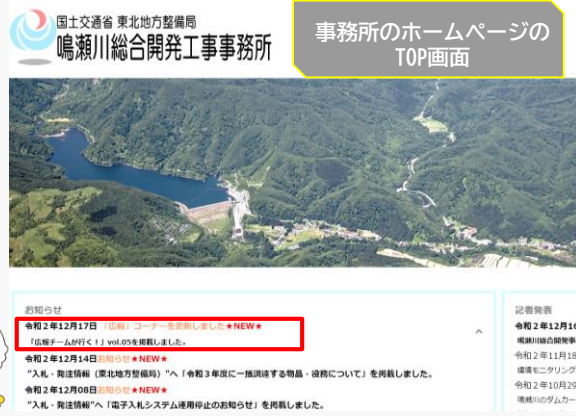 国土交通省 東北地方整備局
鳴瀬川総合開発工事事務所
事務所のホームページの
TOP画面
お知らせ
令和2年12月17日 「広報」コーナーを更新しました★NEW★
「広報チームが行く！」vol.05を掲載しました。
令和2年12月14日お知らせ★NEW★
"入札・発注情報（東北地方整備局）"へ「令和3年度に一括調達する物品・役務について」を掲載しました。
令和2年12月08日お知らせ★NEW★
"入札・発注情報"へ「電子入札システム運用停止のお知らせ」を掲載しました。
記者発表
令和2年12月16
鳴瀬川総合開発事
令和2年11月18
環境モニタリング
令和2年10月29
鳴瀬川のダムカー